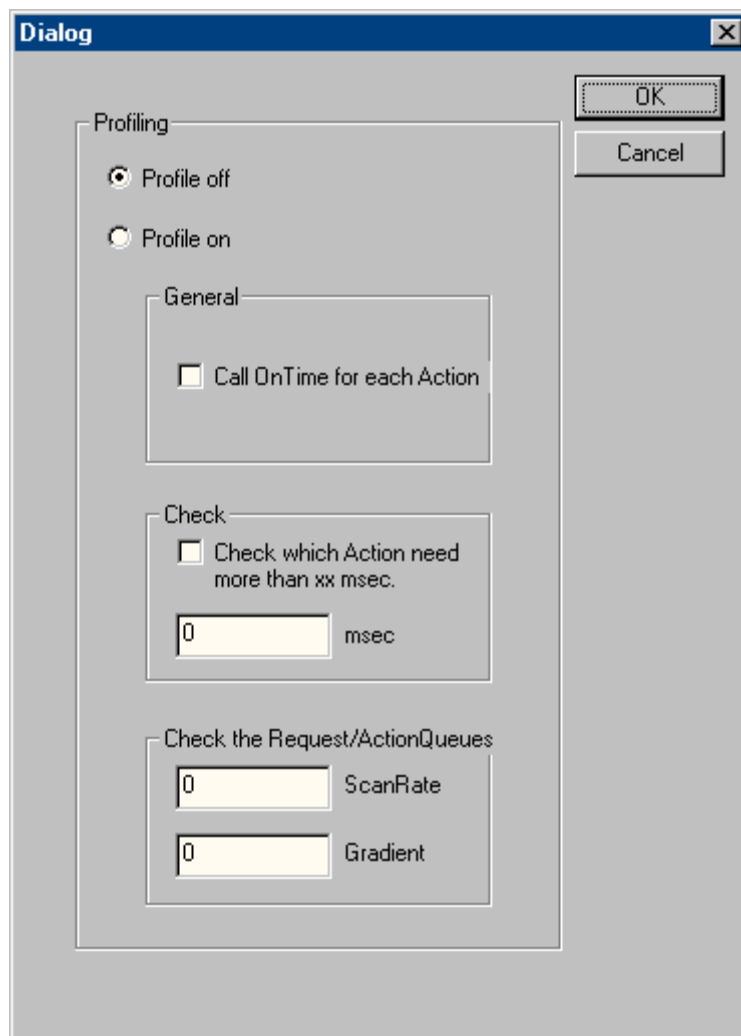 Dialog
OK
Cancel
Profiling
Profile off
Profile on
General
Call OnTime for each Action
Check
Check which Action need
more than xx msec.
0 msec
Check the Request/ActionQueues
0 ScanRate
0 Gradient